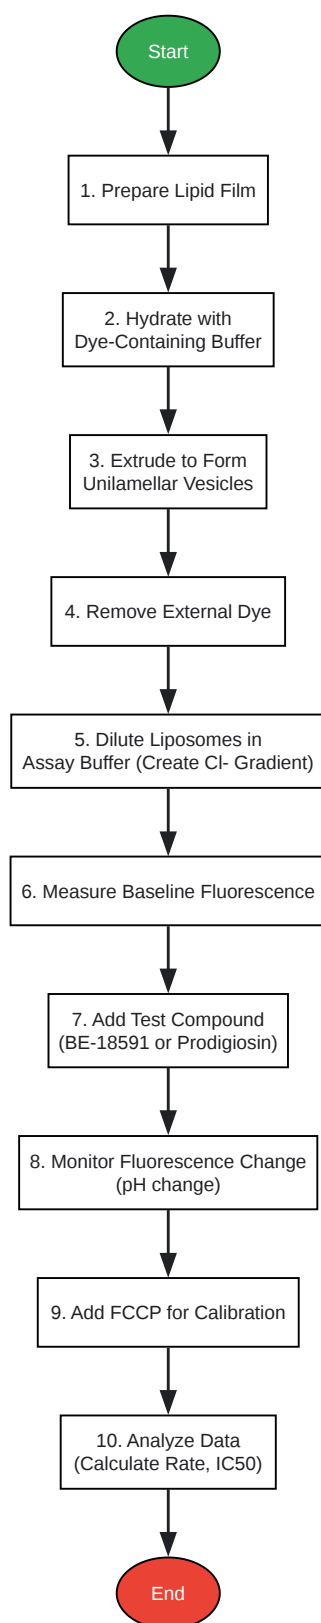 Start
1. Prepare Lipid Film
2. Hydrate with
Dye-Containing Buffer
3. Extrude to Form
Unilamellar Vesicles
4. Remove External Dye
5. Dilute Liposomes in
Assay Buffer (Create Cl- Gradient)
6. Measure Baseline Fluorescence
7. Add Test Compound
(BE-18591 or Prodigiosin)
8. Monitor Fluorescence Change
(pH change)
9. Add FCCP for Calibration
10. Analyze Data
(Calculate Rate, IC50)
End